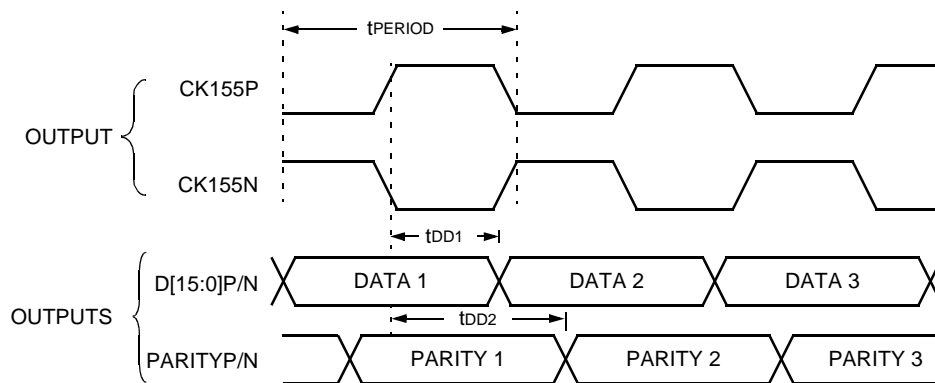 tPERIOD
CK155P
OUTPUT
CK155N
tDD1
D[15:0]P/N DATA 1 DATA 2 DATA 3
OUTPUTS
tDD2
PARITYP/N PARITY 1 PARITY 2 PARITY 3